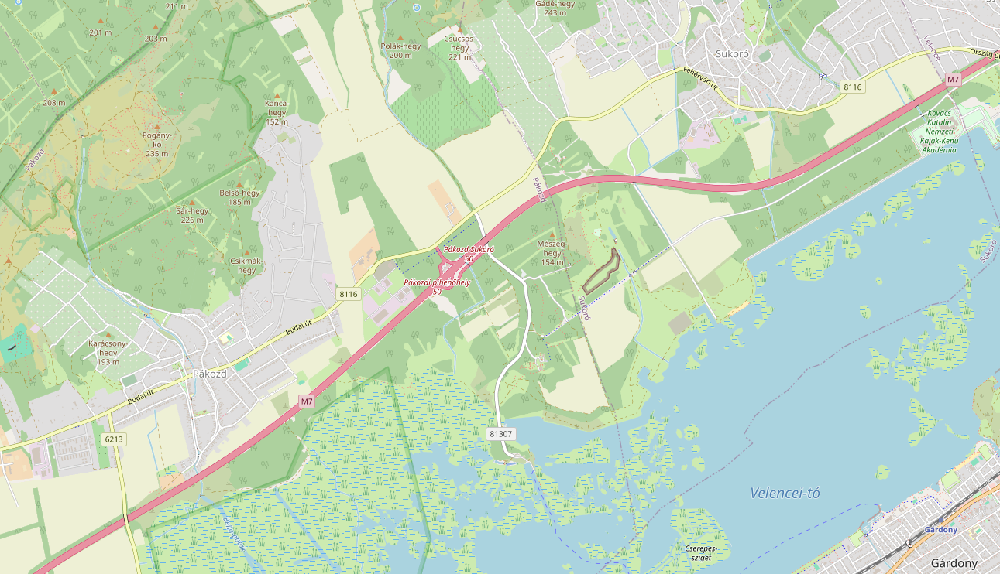 211 m
201 m
203 m
Polák-hegy
200 m
Csúcsos-
hegy
221 m
Gádé-hegy
243 m
Sukoró
Velence
Ország út
M7
8116
Fehérvári út
208 m
Kanca-
hegy
152 m
Pogány-
kő
235 m
Pákozd
Kovács
Katalin
Nemzeti
Kajak-Kenu
Akadémia
Pákozd
Belső-hegy
185 m
Sár-hegy
226 m
Csíkmák-
hegy
Pákozd Sukoró
50
Mészeg
hegy
154 m
Sukoró
Pákozdi pihenőhely
50
8116
Sukoró
Budai út
Karácsony-
hegy
193 m
Pákozd
Budai út
M7
81307
6213
Velencei-tó
Cserepes-
sziget
Gárdony
Gárdony